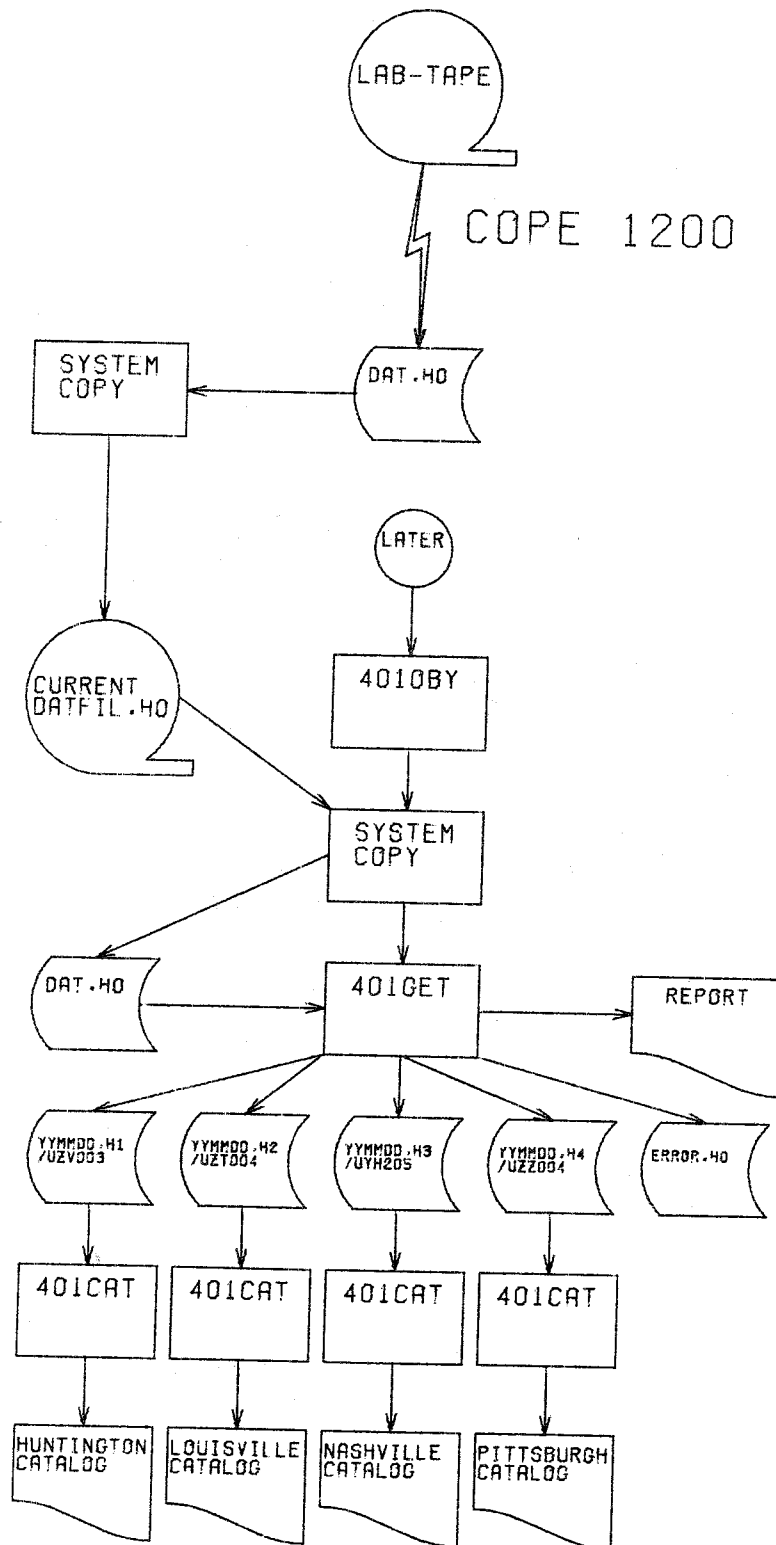 LAB-TAPE
COPE 1200
SYSTEM
COPY
DAT.HO
LATER
CURRENT
DATFIL.HO
401OBY
SYSTEM
COPY
DAT.HO
401GET
REPORT
YYMMDD.H1
/UZV003
YYMMDD.H2
/UZT004
YYMMDD.H3
/UYH205
YYMMDD.H4
/UZZ004
ERROR.HO
401CAT
401CAT
401CAT
401CAT
HUNTINGTON
CATALOG
LOUISVILLE
CATALOG
NASHVILLE
CATALOG
PITTSBURGH
CATALOG